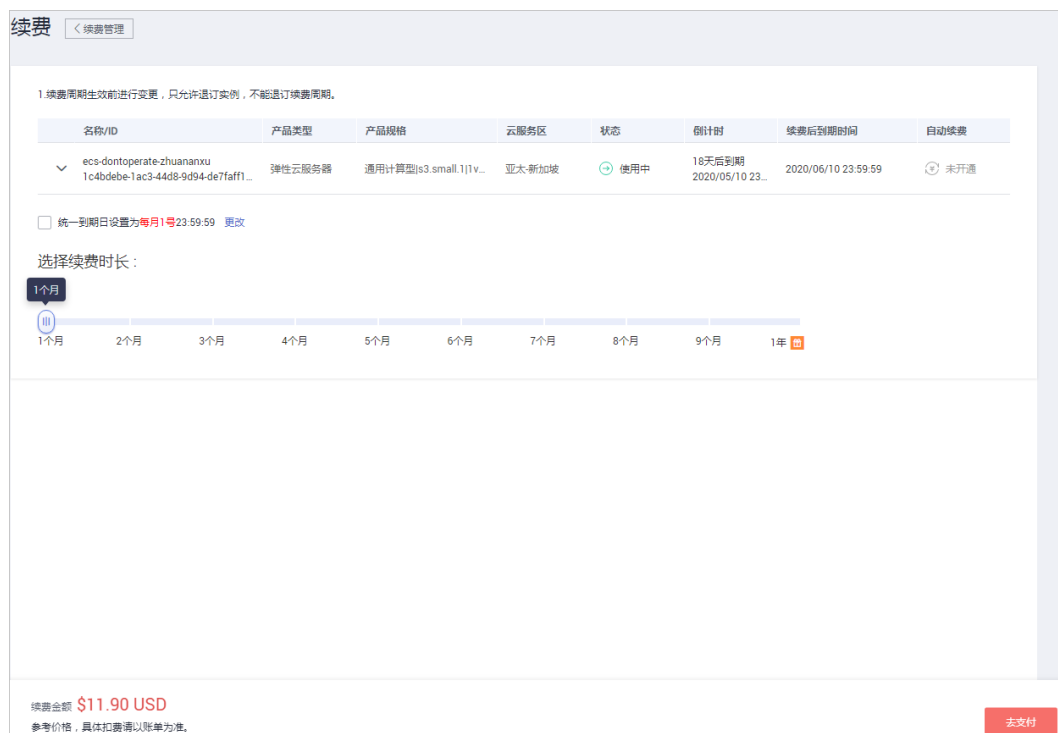 续费 < 续费管理
1.续费周期生效前进行变更，只允许退订实例，不能退订续费周期。
名称/ID 产品类型 产品规格 云服务区 状态 倒计时 续费后到期时间 自动续费
ecs-dontoperate-zhuananxu 弹性云服务器 通用计算型|s3.small.1|1v... 亚太-新加坡 使用中 18天后到期 2020/06/10 23:59:59 未开通
1c4bdebe-1ac3-44d8-9d94-de7faff1... 2020/05/10 23...
统一到期日设置为每月1号23:59:59 更改
选择续费时长：
1个月
1个月 2个月 3个月 4个月 5个月 6个月 7个月 8个月 9个月 1年
续费金额 $11.90 USD
参考价格，具体扣费请以账单为准。
去支付